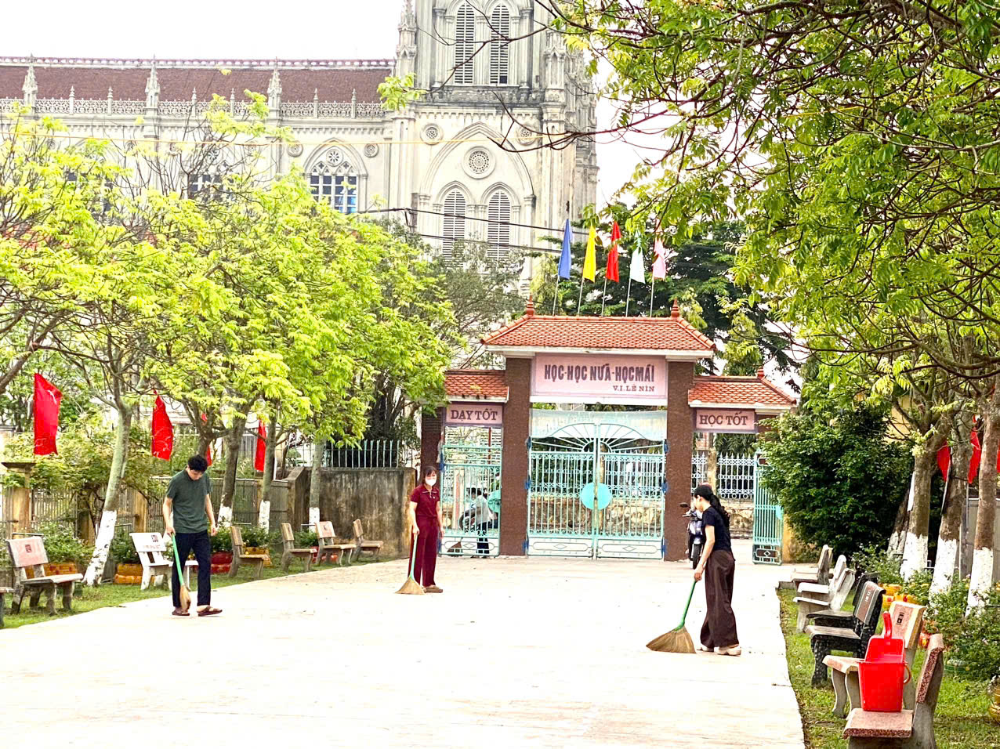 HỌC-HỌC NỮA-HỌC MÃI
V.I.LÊ NIN
DẠY TỐT
HỌC TỐT